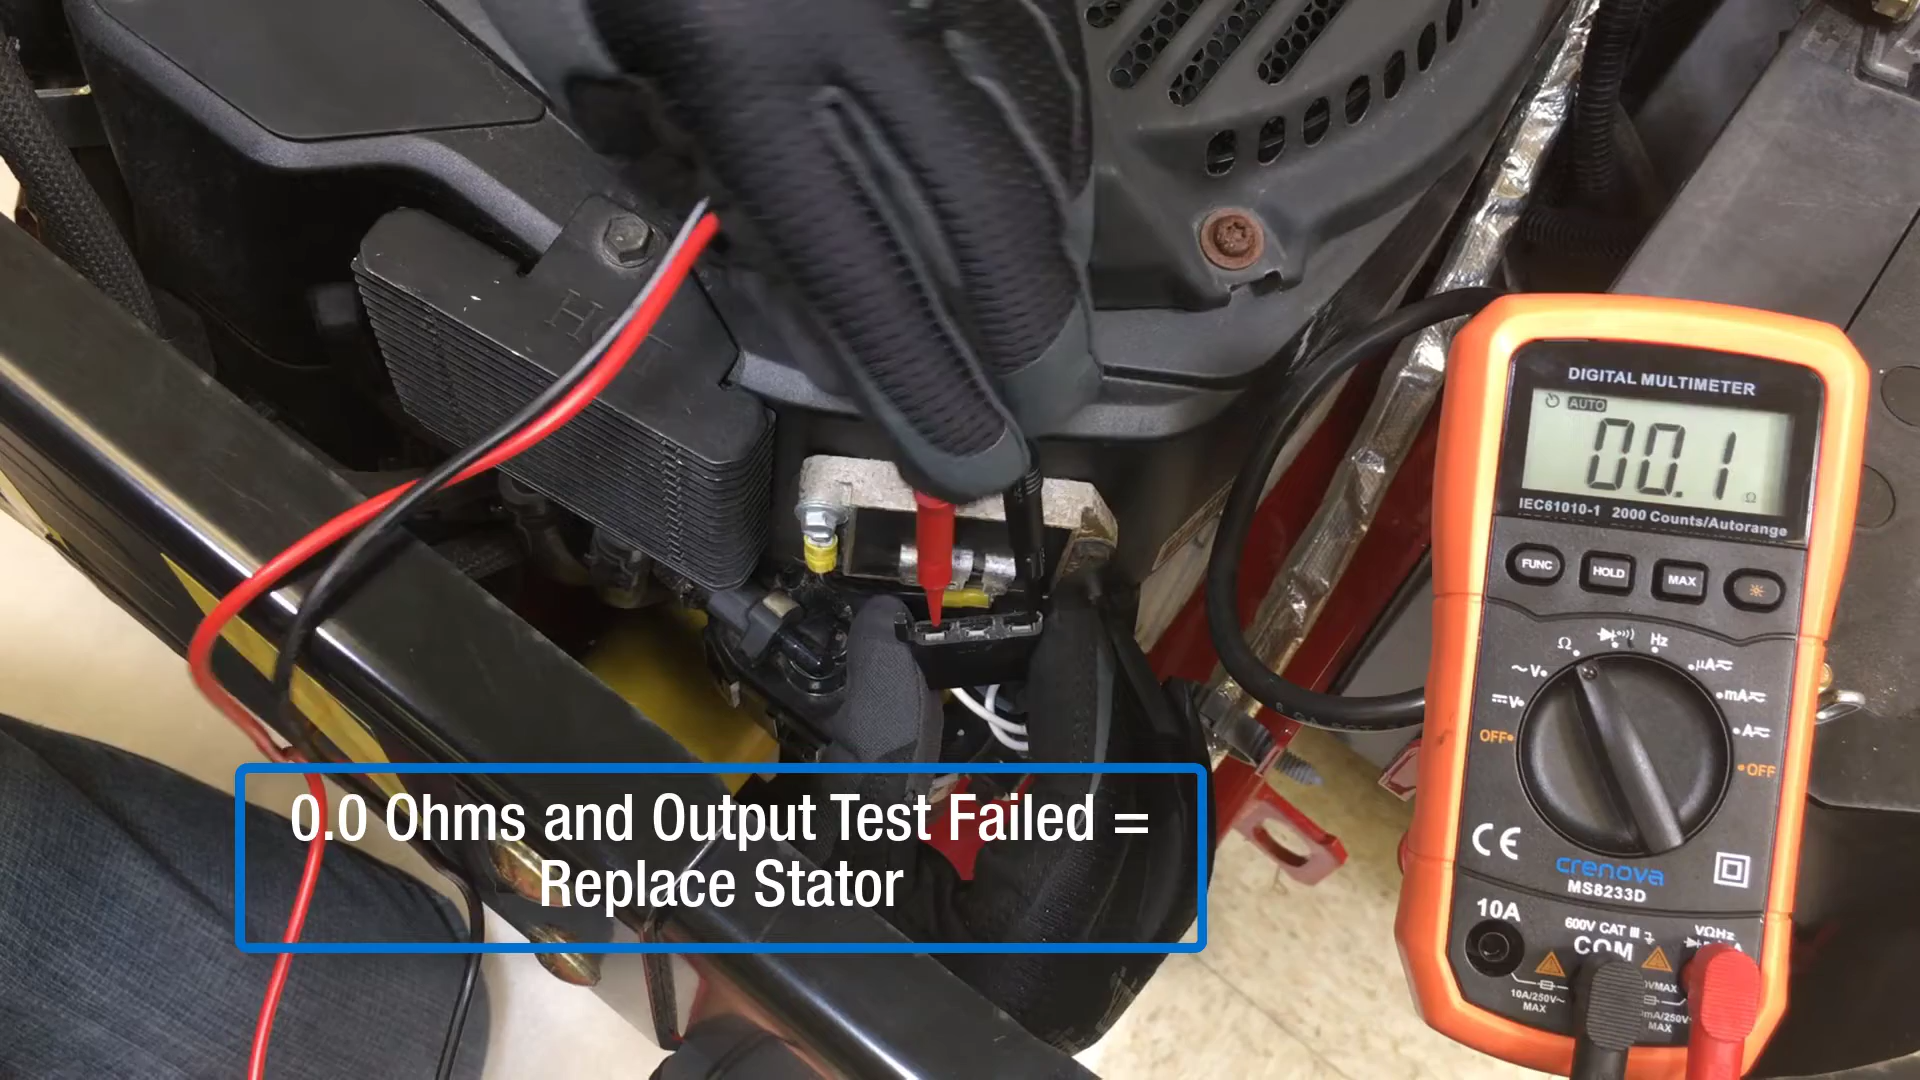 0.0 Ohms and Output Test Failed =
Replace Stator
DIGITAL MULTIMETER
AUTO
00.1 Ω
IEC61010-1 2000 Counts/Autorange
FUNC
HOLD
MAX
Ω
Hz
µA
mA
A
OFF
~V
V
OFF
CE
crenova
MS8233D
10A
600V CAT III
COM
VΩHz
10A/250V~
MAX
VMAX
mA/250V
MAX